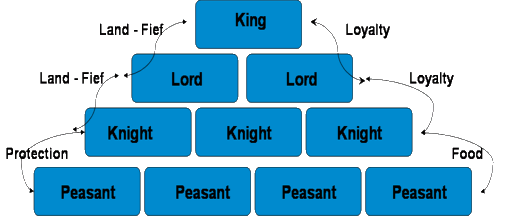 King
Land - Fief
Loyalty
Lord
Lord
Land - Fief
Loyalty
Knight
Knight
Knight
Protection
Food
Peasant
Peasant
Peasant
Peasant